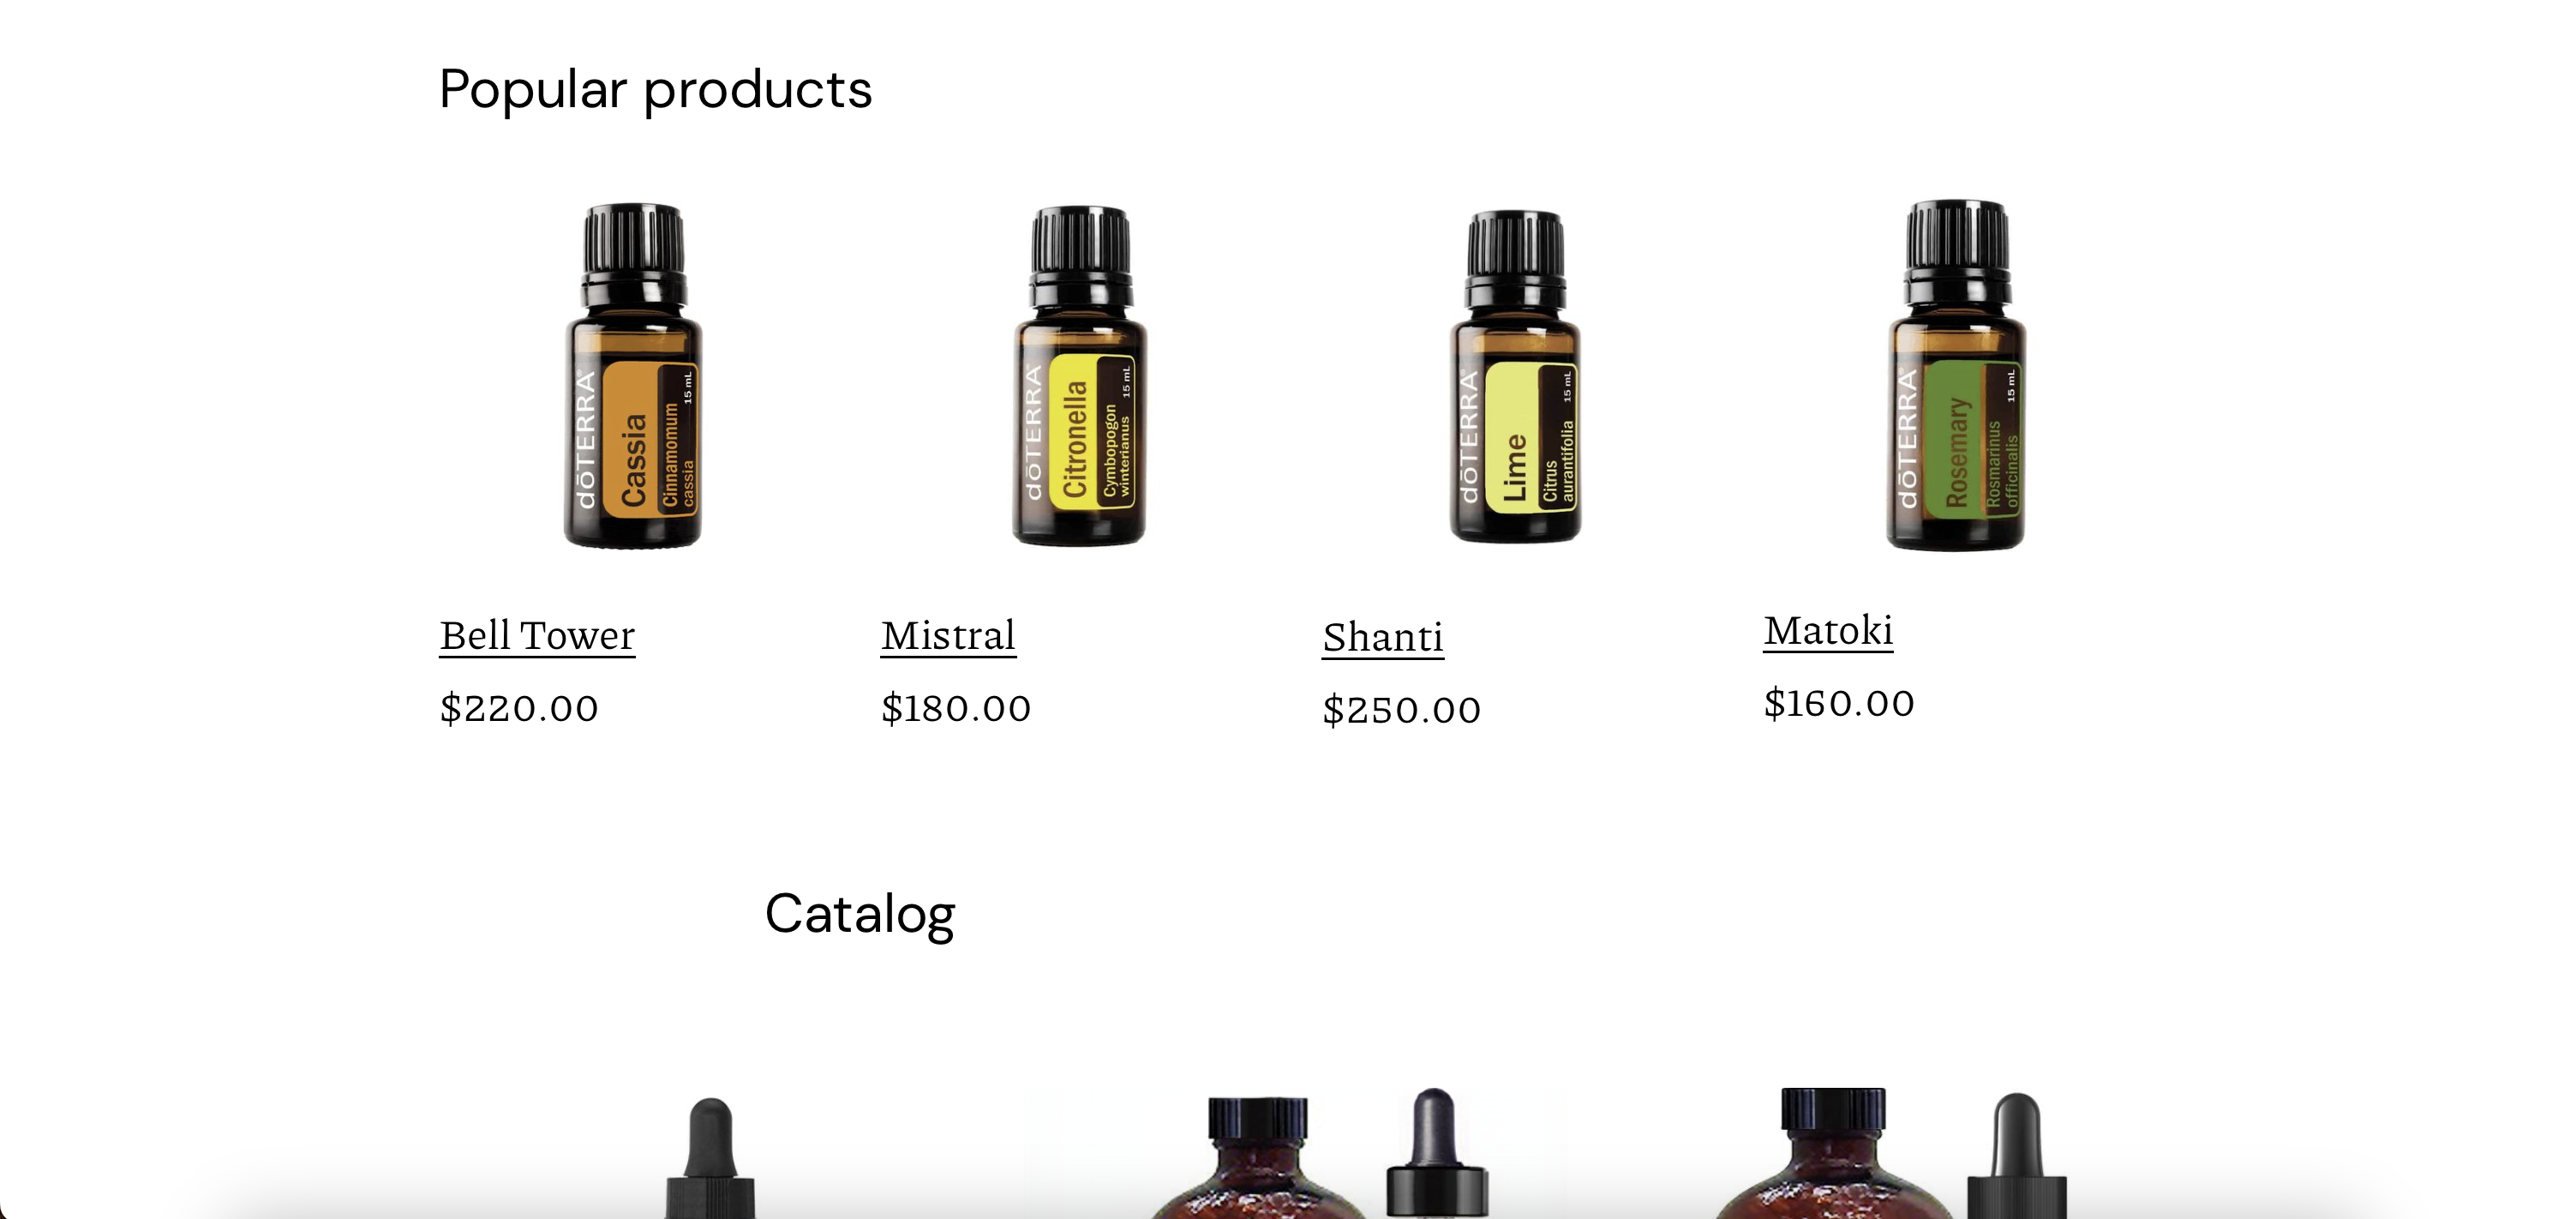 Popular products
dōTERRA®
Cassia
Cinnamomum
cassia
15 mL
dōTERRA®
Citronella
Cymbopogon
winterianus
15 mL
dōTERRA®
Lime
Citrus
aurantifolia
15 mL
dōTERRA®
Rosemary
Rosmarinus
officinalis
15 mL
Bell Tower
Mistral
Shanti
Matoki
$220.00
$180.00
$250.00
$160.00
Catalog